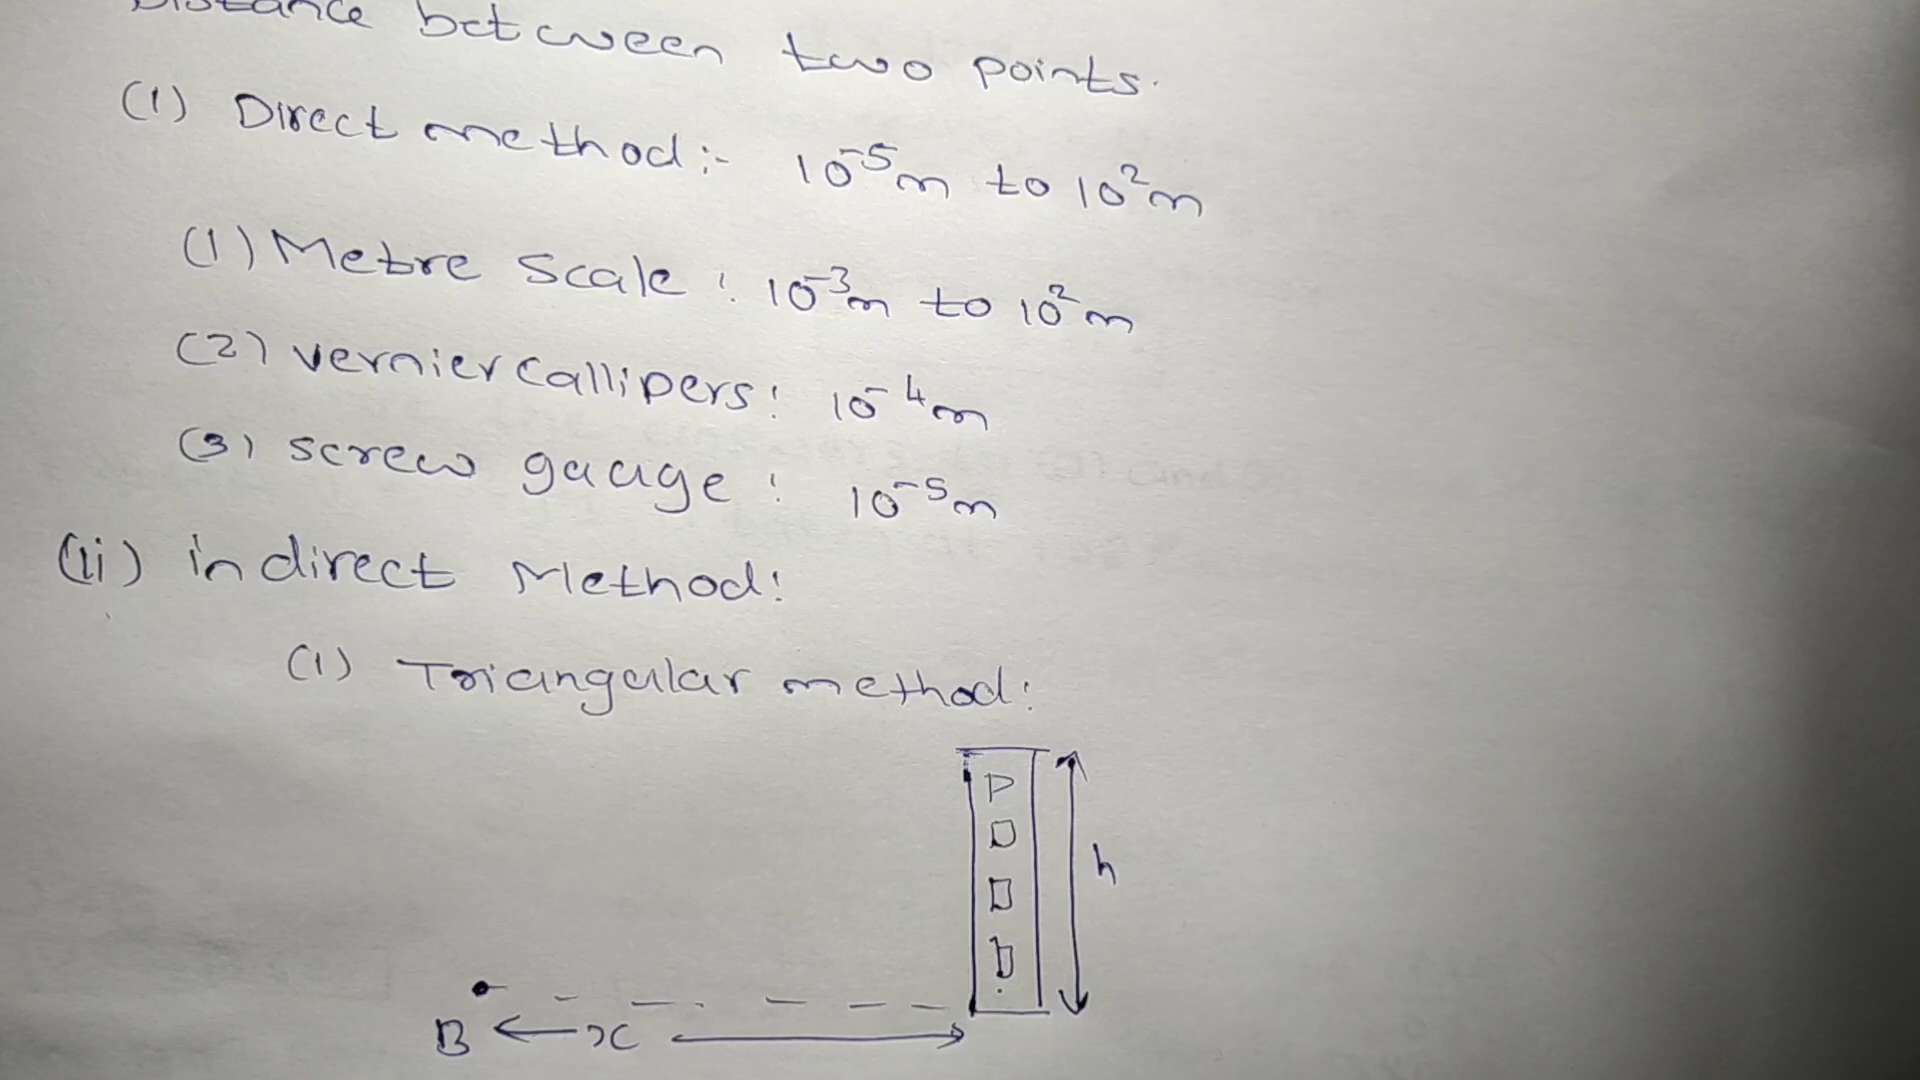 Distance between two points.
(1) Direct method:- 10⁻⁵m to 10²m
(1) Metre scale : 10⁻³m to 10²m
(2) vernier callipers: 10⁻⁴m
(3) screw gauge : 10⁻⁵m
(ii) indirect Method:
(1) Triangular method:
h
B x